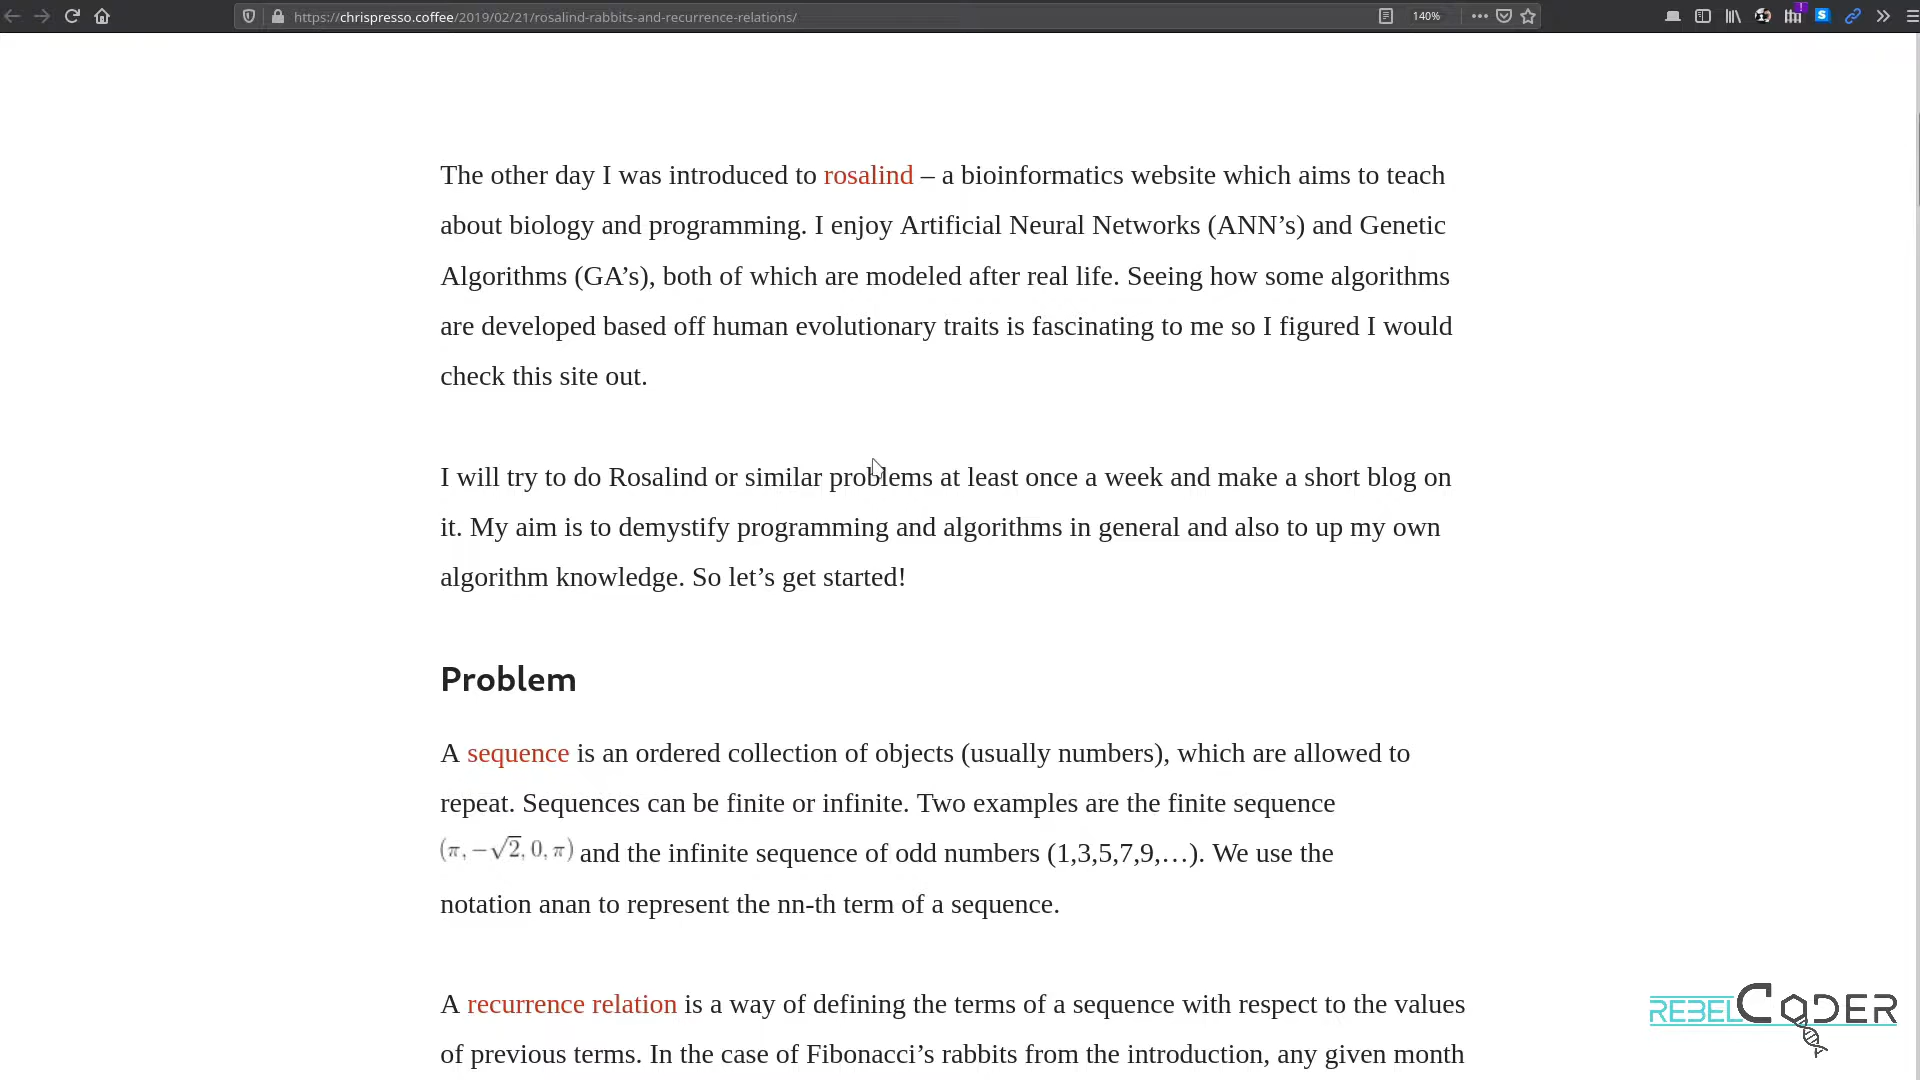 https://chrispresso.coffee/2019/02/21/rosalind-rabbits-and-recurrence-relations/
140%
The other day I was introduced to rosalind – a bioinformatics website which aims to teach
about biology and programming. I enjoy Artificial Neural Networks (ANN’s) and Genetic
Algorithms (GA’s), both of which are modeled after real life. Seeing how some algorithms
are developed based off human evolutionary traits is fascinating to me so I figured I would
check this site out.
I will try to do Rosalind or similar problems at least once a week and make a short blog on
it. My aim is to demystify programming and algorithms in general and also to up my own
algorithm knowledge. So let’s get started!
Problem
A sequence is an ordered collection of objects (usually numbers), which are allowed to
repeat. Sequences can be finite or infinite. Two examples are the finite sequence
(π, −√2, 0, π) and the infinite sequence of odd numbers (1,3,5,7,9,…). We use the
notation anan to represent the nn-th term of a sequence.
A recurrence relation is a way of defining the terms of a sequence with respect to the values
of previous terms. In the case of Fibonacci’s rabbits from the introduction, any given month
REBELCODER